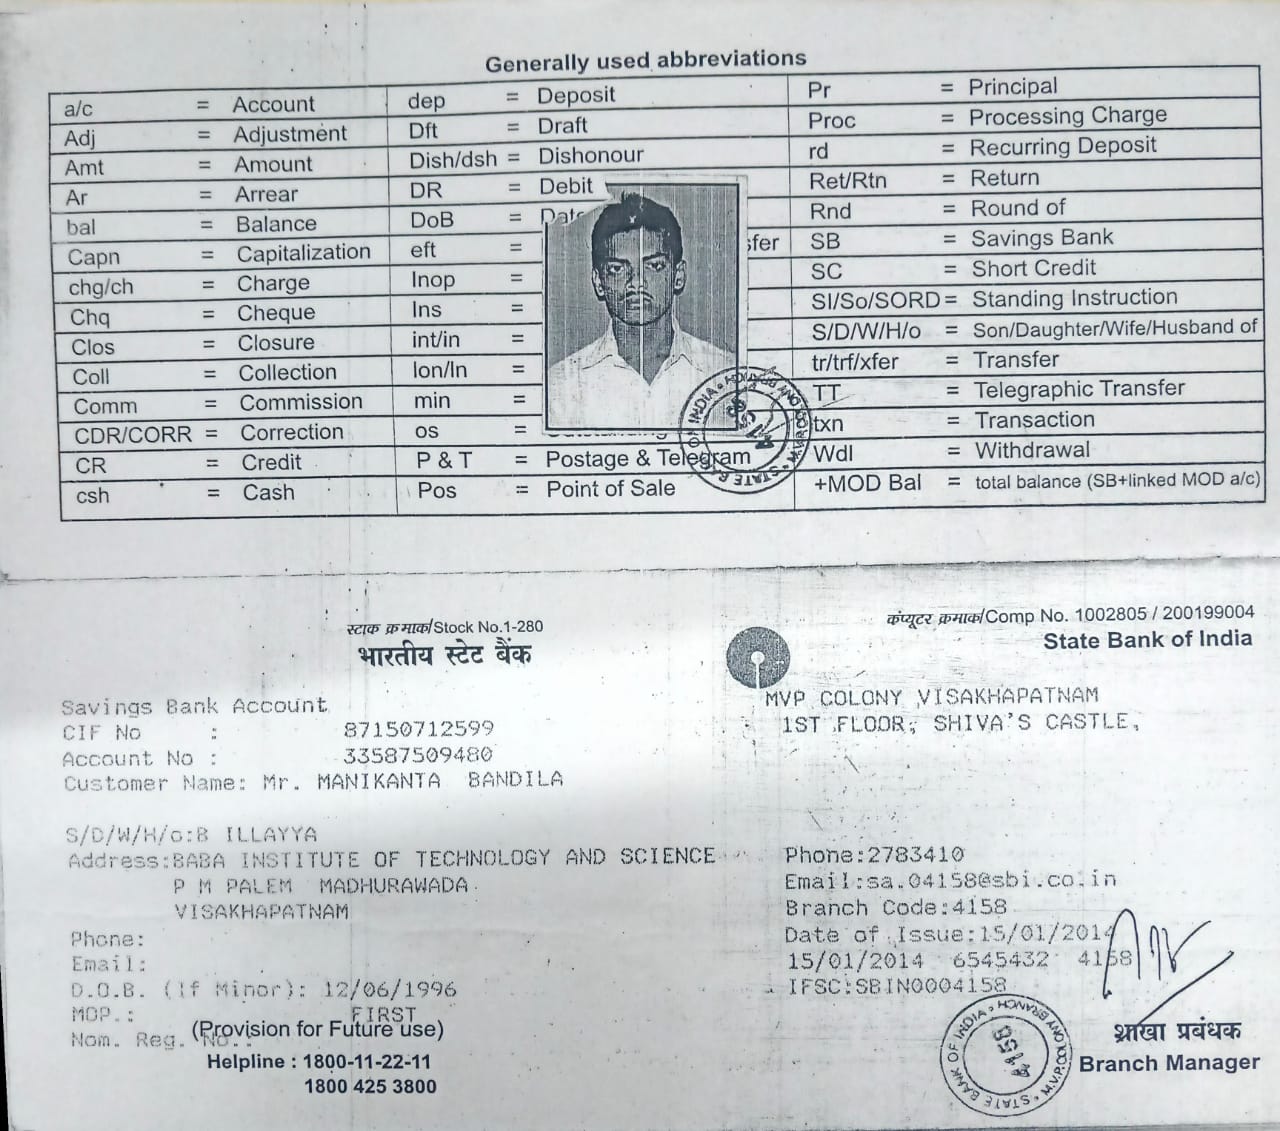 Generally used abbreviations
a/c = Account dep = Deposit Pr = Principal
Adj = Adjustment Dft = Draft Proc = Processing Charge
Amt = Amount Dish/dsh = Dishonour rd = Recurring Deposit
Ar = Arrear DR = Debit Ret/Rtn = Return
bal = Balance DoB = Date Rnd = Round of
Capn = Capitalization eft = sfer SB = Savings Bank
chg/ch = Charge Inop = SC = Short Credit
Chq = Cheque Ins = SI/So/SORD = Standing Instruction
Clos = Closure int/in = S/D/W/H/o = Son/Daughter/Wife/Husband of
Coll = Collection lon/ln = tr/trf/xfer = Transfer
Comm = Commission min = TT = Telegraphic Transfer
CDR/CORR = Correction os = txn = Transaction
CR = Credit P & T = Postage & Telegram Wdl = Withdrawal
csh = Cash Pos = Point of Sale +MOD Bal = total balance (SB+linked MOD a/c)
स्टाक क्रमाक/Stock No.1-280
भारतीय स्टेट बैंक
कंप्यूटर क्रमाक/Comp No. 1002805 / 200199004
State Bank of India
MVP COLONY VISAKHAPATNAM
1ST FLOOR; SHIVA'S CASTLE,
Savings Bank Account
CIF No : 87150712599
Account No : 33587509480
Customer Name: Mr. MANIKANTA BANDILA
S/D/W/H/o:B ILLAYYA
Address:BABA INSTITUTE OF TECHNOLOGY AND SCIENCE
P M PALEM MADHURAWADA
VISAKHAPATNAM
Phone:
Email:
D.O.B. (If Minor): 12/06/1996
MOP.: FIRST
Nom. Reg. No.:
(Provision for Future use)
Helpline : 1800-11-22-11
1800 425 3800
Phone:2783410
Email:sa.04158@sbi.co.in
Branch Code:4158
Date of Issue:15/01/2014
15/01/2014 6545432 4158
IFSC:SBIN0004158
STATE BANK OF INDIA M.V.P.COLONY BRANCH
4158
शाखा प्रबंधक
Branch Manager